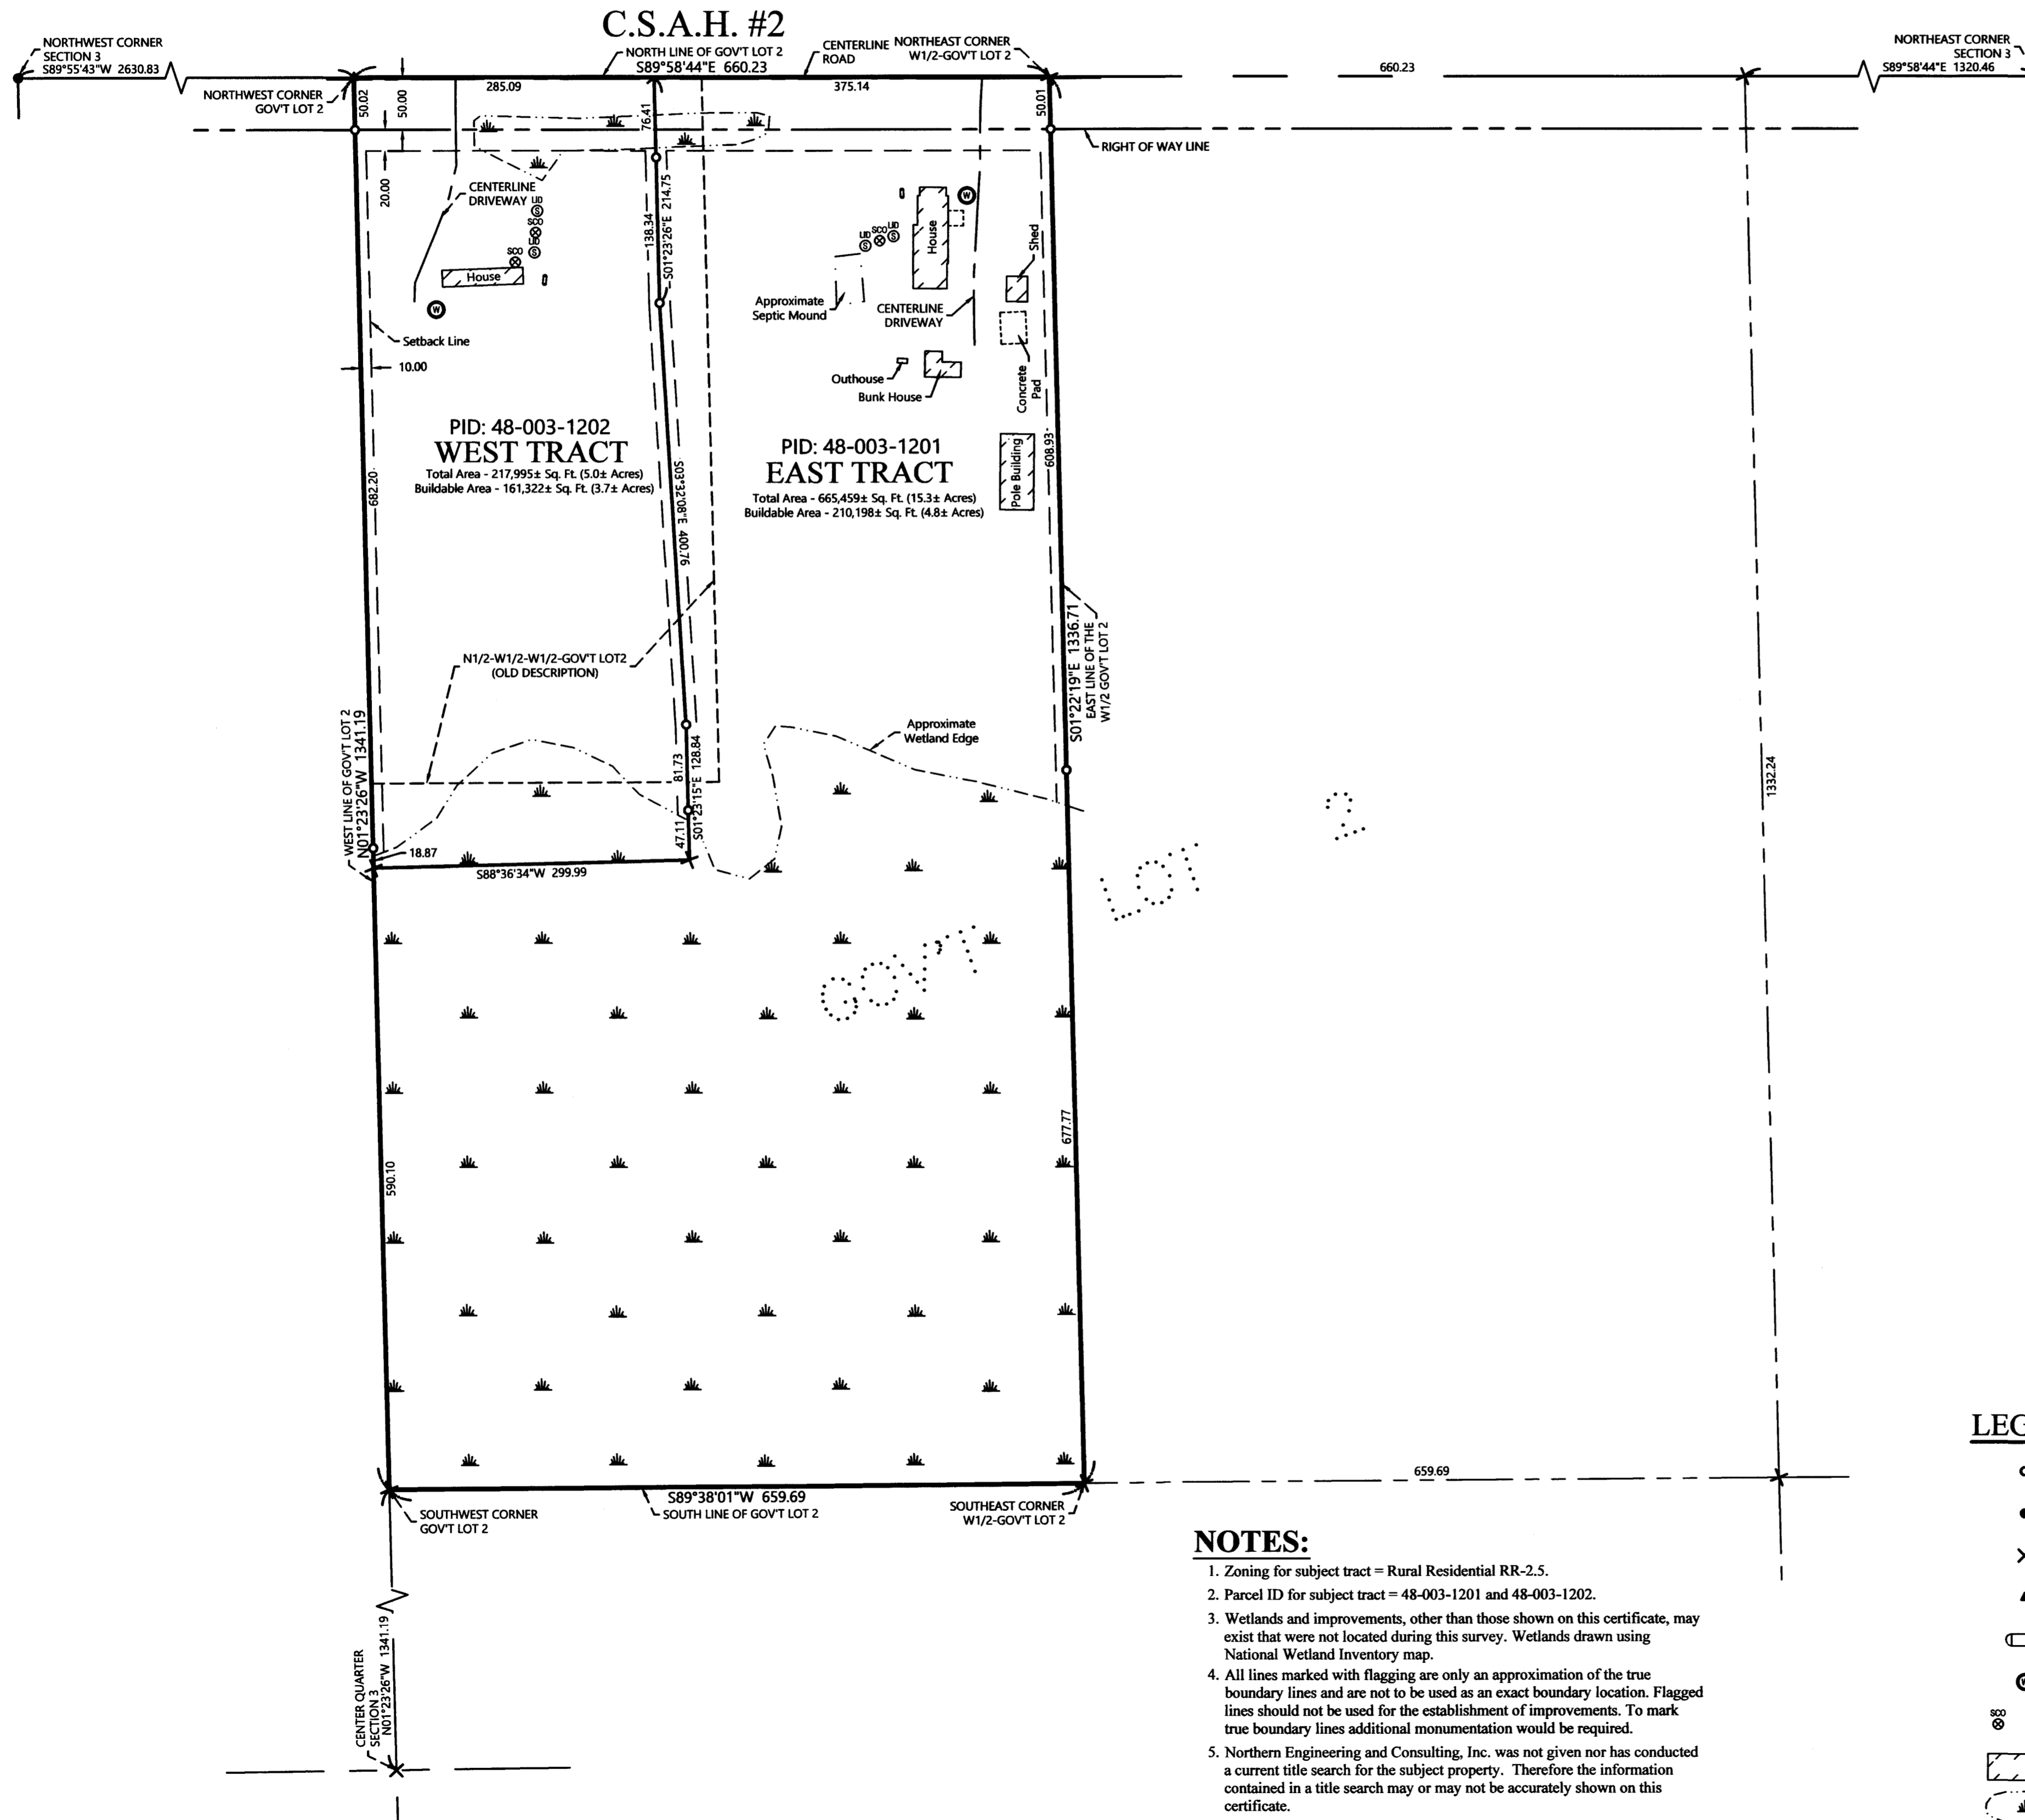 C.S.A.H. #2
NORTHWEST CORNER
SECTION 3
S89°55'43"W 2630.83
NORTH LINE OF GOV'T LOT 2
S89°58'44"E 660.23
CENTERLINE
ROAD
NORTHEAST CORNER
W1/2-GOV'T LOT 2
660.23
NORTHEAST CORNER
SECTION 3
S89°58'44"E 1320.46
NORTHWEST CORNER
GOV'T LOT 2
50.02
50.00
285.09
76.41
375.14
50.01
RIGHT OF WAY LINE
20.00
CENTERLINE
DRIVEWAY
LID
S
SCO
LID
S
SCO
House
W
138.34
S01°23'26"E 214.75
LID
S
SCO
LID
S
House
W
Shed
Approximate
Septic Mound
CENTERLINE
DRIVEWAY
Setback Line
10.00
Outhouse
Bunk House
Concrete
Pad
PID: 48-003-1202
WEST TRACT
Total Area - 217,995± Sq. Ft. (5.0± Acres)
Buildable Area - 161,322± Sq. Ft. (3.7± Acres)
PID: 48-003-1201
EAST TRACT
Total Area - 665,459± Sq. Ft. (15.3± Acres)
Buildable Area - 210,198± Sq. Ft. (4.8± Acres)
Pole Building
608.93
682.20
S03°32'08"E 400.76
N1/2-W1/2-W1/2-GOV'T LOT2
(OLD DESCRIPTION)
S01°22'19"E 1336.71
EAST LINE OF THE
W1/2 GOV'T LOT 2
Approximate
Wetland Edge
WEST LINE OF GOV'T LOT 2
N01°23'26"W 1341.19
81.73
S01°23'15"E 128.84
47.11
18.87
S88°36'34"W 299.99
1332.24
GOV'T LOT 2
677.77
590.10
S89°38'01"W 659.69
SOUTH LINE OF GOV'T LOT 2
SOUTHWEST CORNER
GOV'T LOT 2
SOUTHEAST CORNER
W1/2-GOV'T LOT 2
659.69
CENTER QUARTER
SECTION 3
N01°23'26"W 1341.19
LEG
W
SCO
NOTES:
1. Zoning for subject tract = Rural Residential RR-2.5.
2. Parcel ID for subject tract = 48-003-1201 and 48-003-1202.
3. Wetlands and improvements, other than those shown on this certificate, may
exist that were not located during this survey. Wetlands drawn using
National Wetland Inventory map.
4. All lines marked with flagging are only an approximation of the true
boundary lines and are not to be used as an exact boundary location. Flagged
lines should not be used for the establishment of improvements. To mark
true boundary lines additional monumentation would be required.
5. Northern Engineering and Consulting, Inc. was not given nor has conducted
a current title search for the subject property. Therefore the information
contained in a title search may or may not be accurately shown on this
certificate.